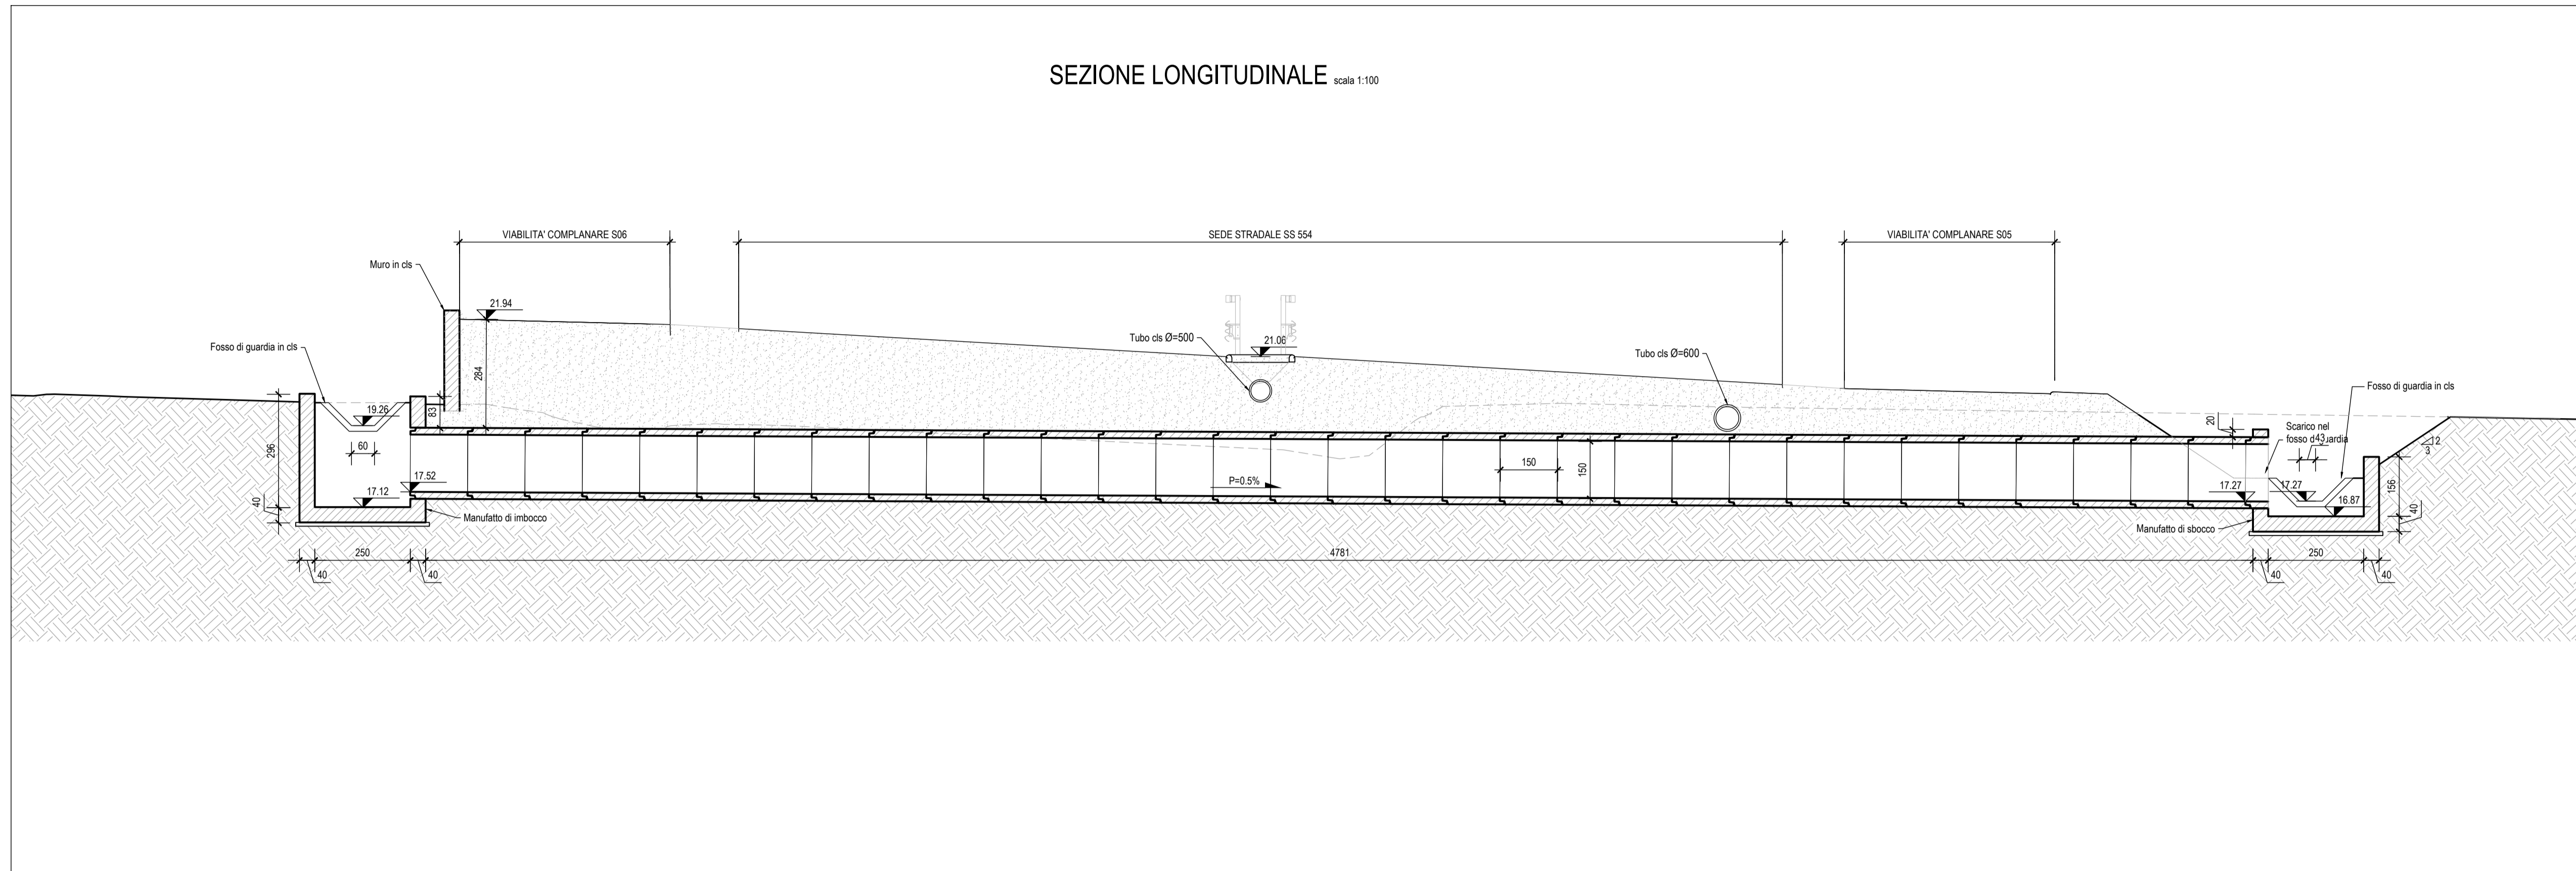 SEZIONE LONGITUDINALE scala 1:100
VIABILITA' COMPLANARE S06
SEDE STRADALE SS 554
VIABILITA' COMPLANARE S05
Muro in cls
21.94
Tubo cls Ø=500
21.06
Fosso di guardia in cls
Tubo cls Ø=600
284
Fosso di guardia in cls
19.26
83
20
Scarico nel
fosso di guardia
43
2
3
60
296
150
150
17.52
P=0.5%
17.12
17.27
17.27
156
16.87
40
Manufatto di imbocco
40
Manufatto di sbocco
250
4781
250
40
40
40
40